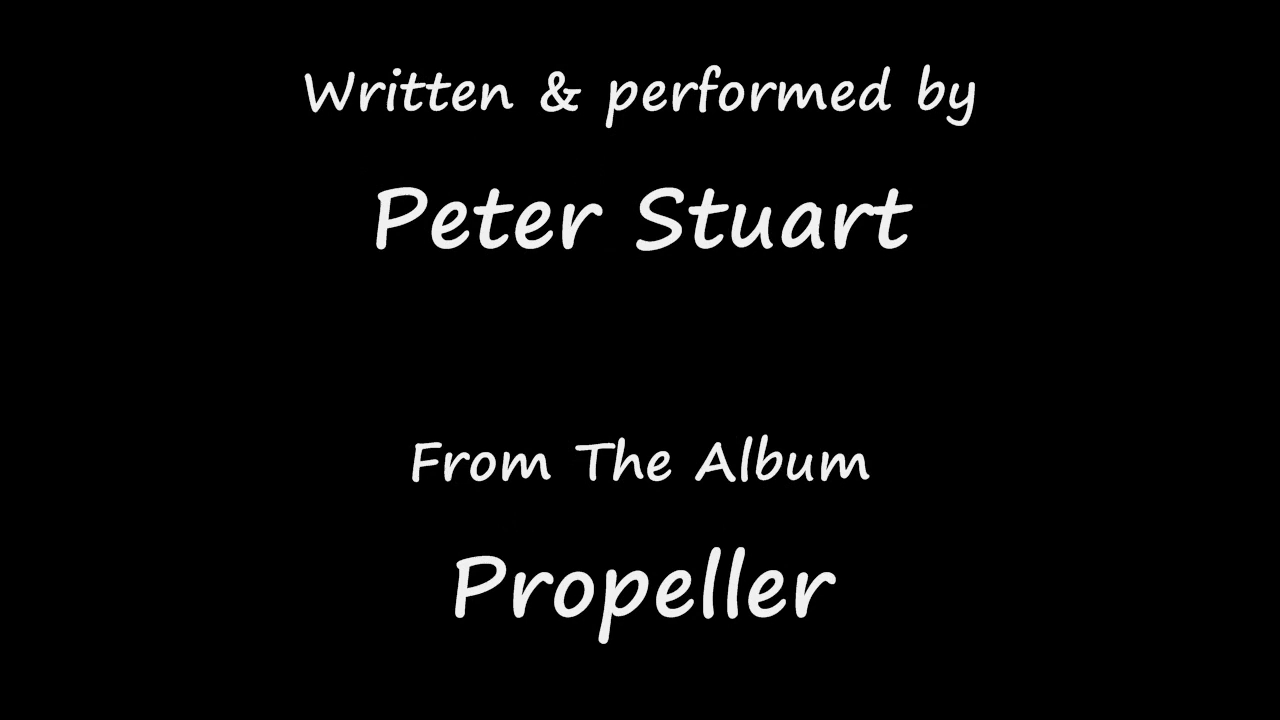 Written & performed by
Peter Stuart
From The Album
Propeller